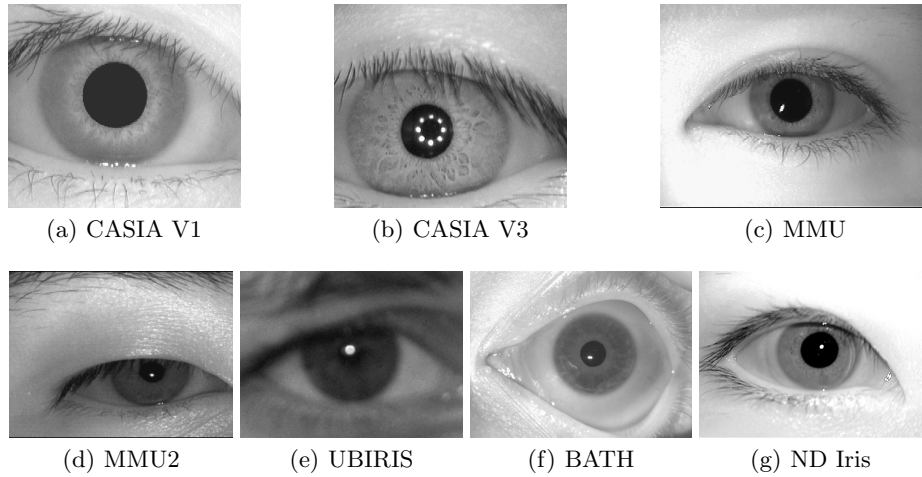 (a) CASIA V1
(b) CASIA V3
(c) MMU
(d) MMU2
(e) UBIRIS
(f) BATH
(g) ND Iris